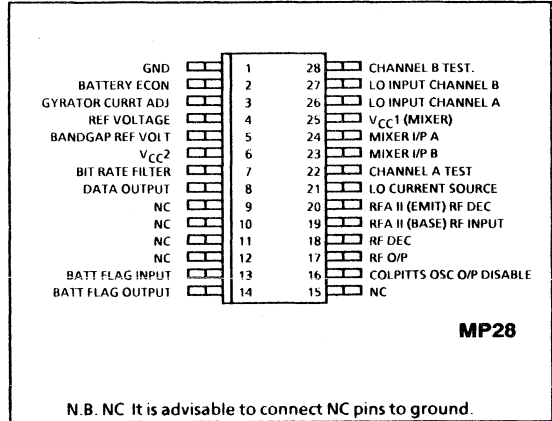 GND 1 28 CHANNEL B TEST.
BATTERY ECON 2 27 LO INPUT CHANNEL B
GYRATOR CURRT ADJ 3 26 LO INPUT CHANNEL A
REF VOLTAGE 4 25 VCC1 (MIXER)
BANDGAP REF VOLT 5 24 MIXER I/P A
VCC2 6 23 MIXER I/P B
BIT RATE FILTER 7 22 CHANNEL A TEST
DATA OUTPUT 8 21 LO CURRENT SOURCE
NC 9 20 RFA II (EMIT) RF DEC
NC 10 19 RFA II (BASE) RF INPUT
NC 11 18 RF DEC
NC 12 17 RF O/P
BATT FLAG INPUT 13 16 COLPITTS OSC O/P DISABLE
BATT FLAG OUTPUT 14 15 NC
MP28
N.B. NC It is advisable to connect NC pins to ground.